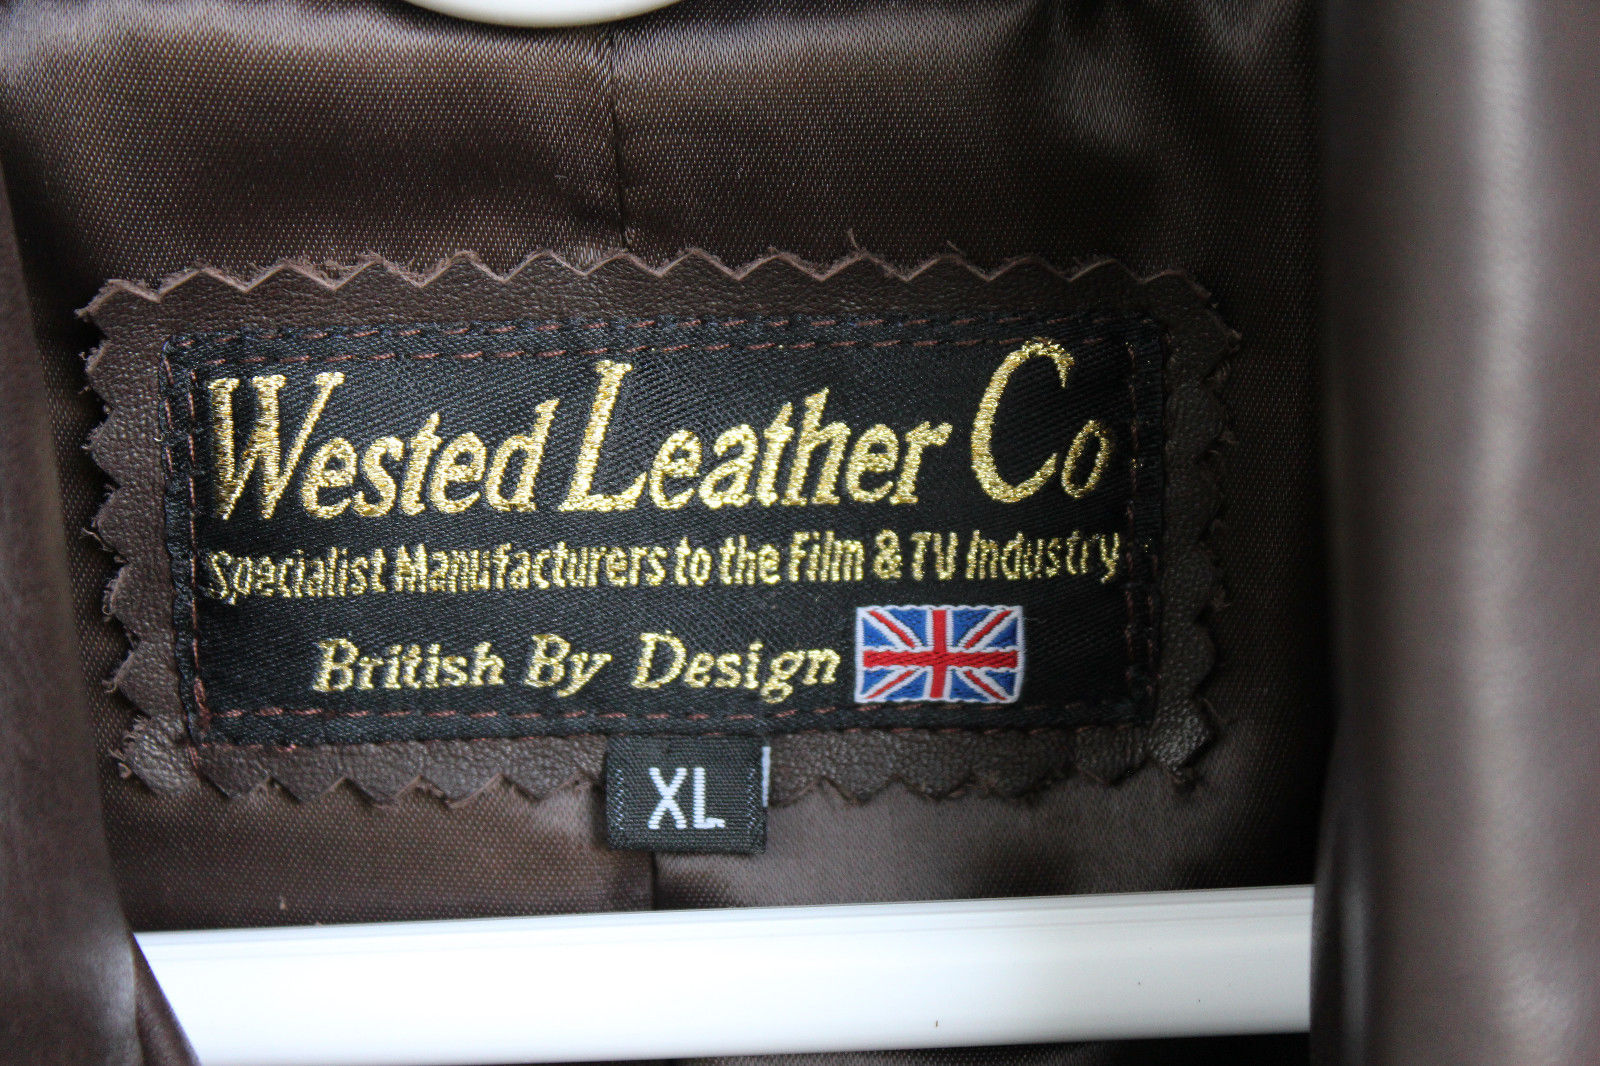 Wested Leather Co
Specialist Manufacturers to the Film & TV Industry
British By Design
XL